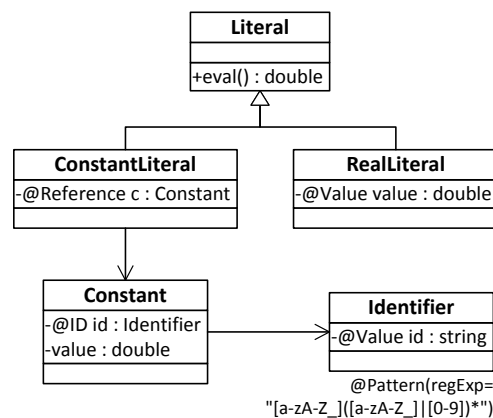 Literal
+eval() : double
ConstantLiteral
-@Reference c : Constant
RealLiteral
-@Value value : double
Constant
-@ID id : Identifier
-value : double
Identifier
-@Value id : string
@Pattern(regExp=
"[a-zA-Z_]([a-zA-Z_]|[0-9])*")